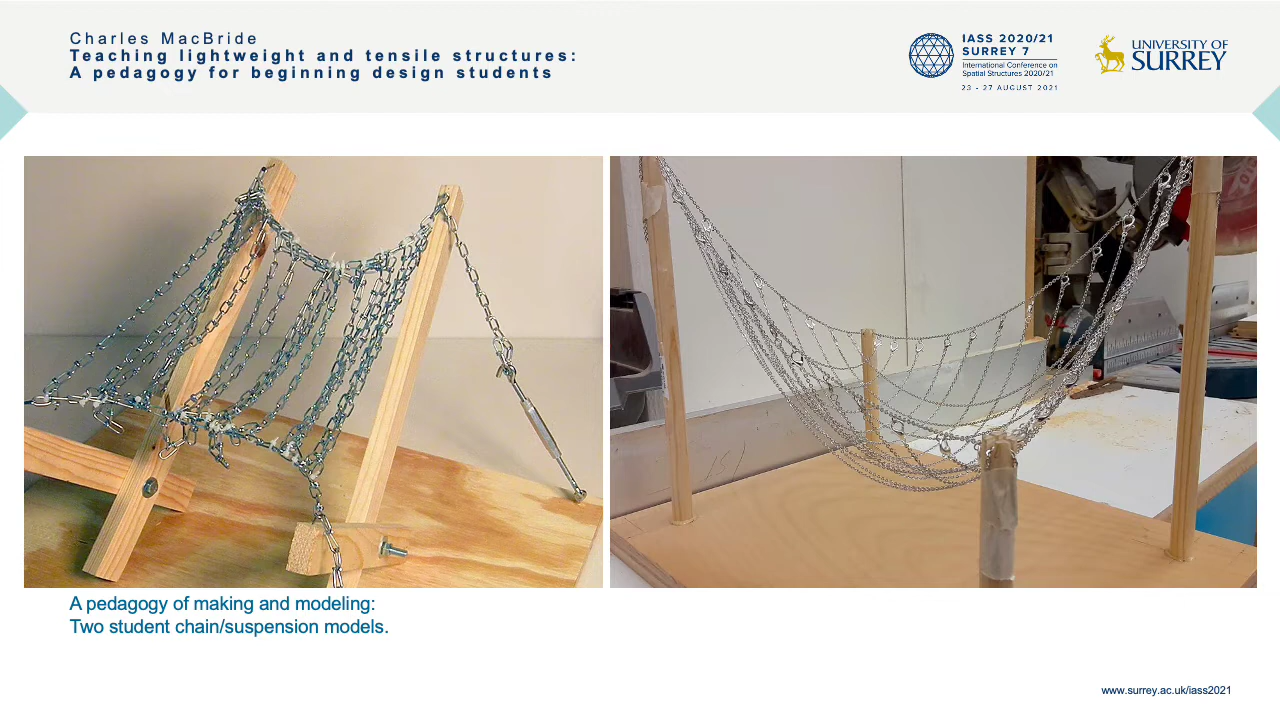 Charles MacBride
Teaching lightweight and tensile structures:
A pedagogy for beginning design students
IASS 2020/21
SURREY 7
International Conference on
Spatial Structures 2020/21
23 - 27 AUGUST 2021
UNIVERSITY OF
SURREY
A pedagogy of making and modeling:
Two student chain/suspension models.
www.surrey.ac.uk/iass2021